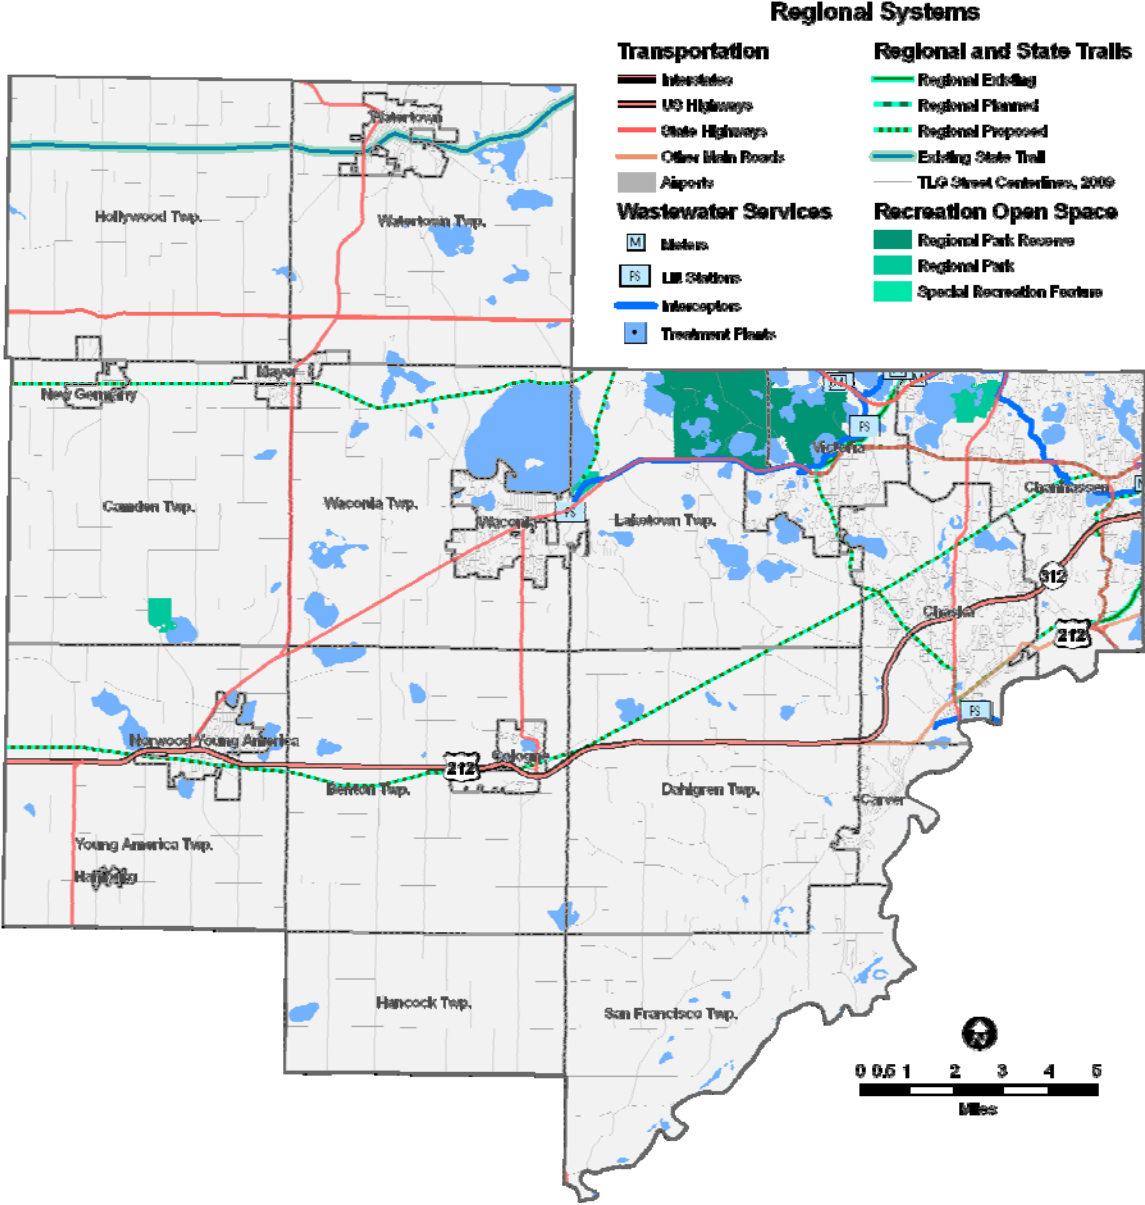 Regional Systems
Transportation
Interstates
US Highways
State Highways
Other Main Roads
Airports
Wastewater Services
M Meters
PS Lift Stations
Interceptors
Treatment Plants
Regional and State Trails
Regional Existing
Regional Planned
Regional Proposed
Existing State Trail
TLG Street Centerlines, 2009
Recreation Open Space
Regional Park Reserve
Regional Park
Special Recreation Feature
Watertown
Hollywood Twp.
Watertown Twp.
Mayer
New Germany
M
M
PS
Victoria
Chanhassen
M
Camden Twp.
Waconia Twp.
Waconia
PS
Laketown Twp.
312
Chaska
212
PS
Norwood Young America
Cologne
212
Benton Twp.
Dahlgren Twp.
Carver
Young America Twp.
Hamburg
Hancock Twp.
San Francisco Twp.
N
0 0.5 1 2 3 4 5
Miles